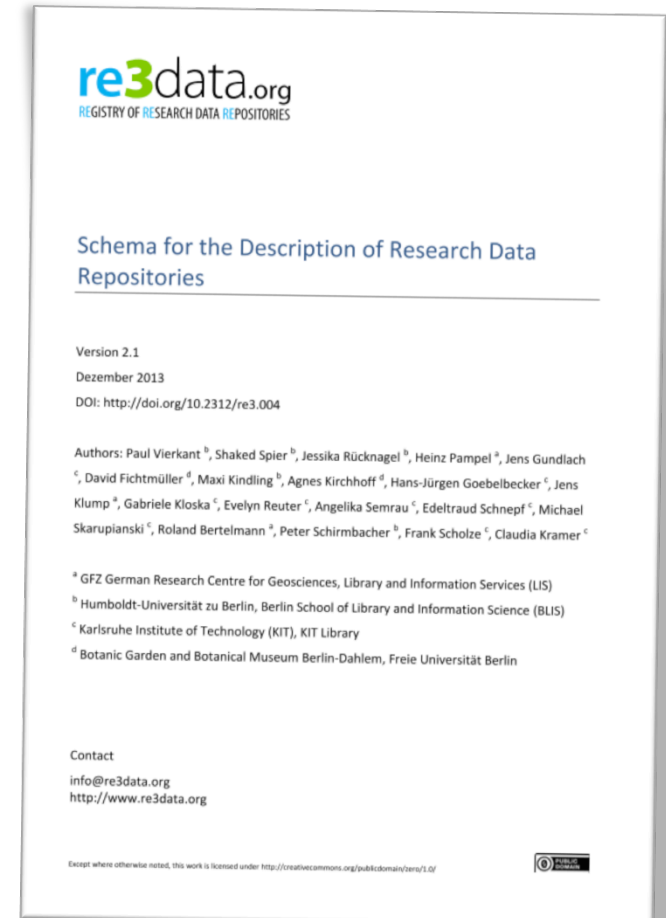 re3data.org
REGISTRY OF RESEARCH DATA REPOSITORIES
Schema for the Description of Research Data
Repositories
Version 2.1
Dezember 2013
DOI: http://doi.org/10.2312/re3.004
Authors: Paul Vierkant b, Shaked Spier b, Jessika Rücknagel b, Heinz Pampel a, Jens Gundlach
c, David Fichtmüller d, Maxi Kindling b, Agnes Kirchhoff d, Hans-Jürgen Goebelbecker c, Jens
Klump a, Gabriele Kloska c, Evelyn Reuter c, Angelika Semrau c, Edeltraud Schnepf c, Michael
Skarupianski c, Roland Bertelmann a, Peter Schirmbacher b, Frank Scholze c, Claudia Kramer c
a GFZ German Research Centre for Geosciences, Library and Information Services (LIS)
b Humboldt-Universität zu Berlin, Berlin School of Library and Information Science (BLIS)
c Karlsruhe Institute of Technology (KIT), KIT Library
d Botanic Garden and Botanical Museum Berlin-Dahlem, Freie Universität Berlin
Contact
info@re3data.org
http://www.re3data.org
Except where otherwise noted, this work is licensed under http://creativecommons.org/publicdomain/zero/1.0/
PUBLIC
DOMAIN